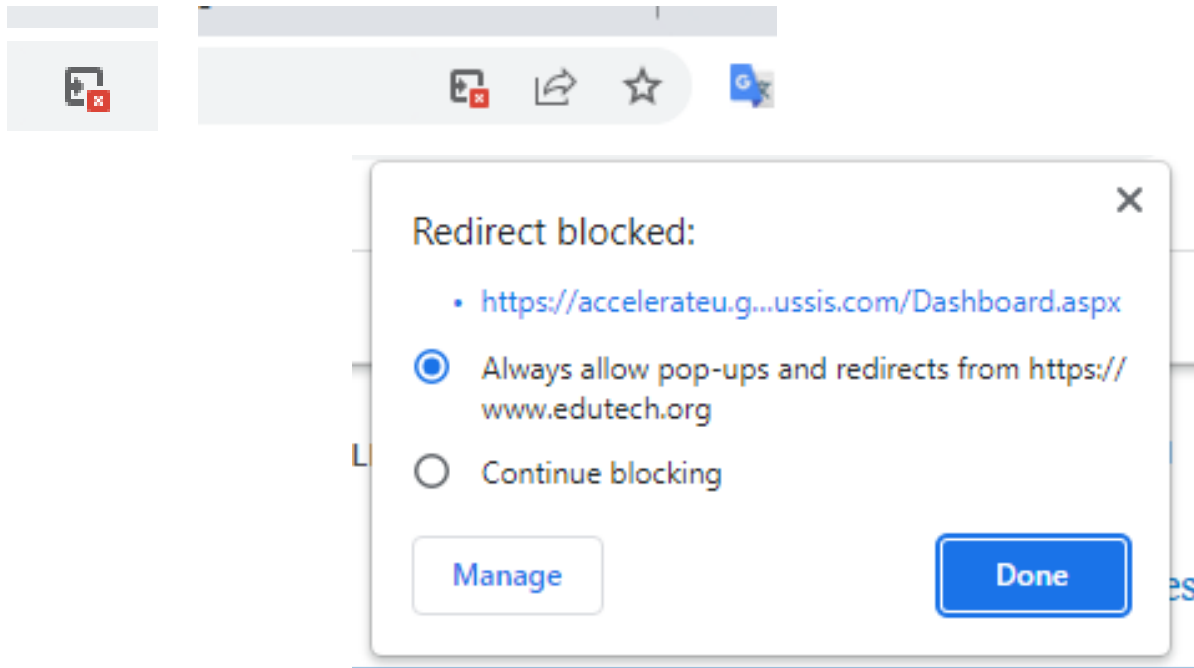 G
Redirect blocked:
• https://accelerateu.g...ussis.com/Dashboard.aspx
Always allow pop-ups and redirects from https://
www.edutech.org
Continue blocking
Manage
Done
es